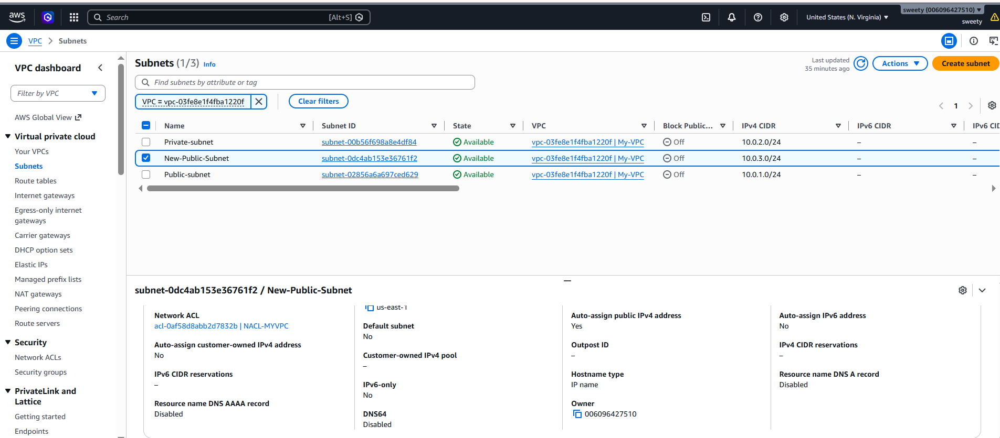 aws
Search
[Alt+S]
United States (N. Virginia)
sweety (006096427510)
sweety
VPC
Subnets
VPC dashboard
Filter by VPC
AWS Global View
Virtual private cloud
Your VPCs
Subnets
Route tables
Internet gateways
Egress-only internet
gateways
Carrier gateways
DHCP option sets
Elastic IPs
Managed prefix lists
NAT gateways
Peering connections
Route servers
Security
Network ACLs
Security groups
PrivateLink and
Lattice
Getting started
Endpoints
Subnets (1/3) Info
Last updated
35 minutes ago
Actions
Create subnet
Find subnets by attribute or tag
VPC = vpc-03fe8e1f4fba1220f
Clear filters
1
Name Subnet ID State VPC Block Public... IPv4 CIDR IPv6 CIDR IPv6 CID
Private-subnet subnet-00b56f698a8e4df84 Available vpc-03fe8e1f4fba1220f | My-VPC Off 10.0.2.0/24 – –
New-Public-Subnet subnet-0dc4ab153e36761f2 Available vpc-03fe8e1f4fba1220f | My-VPC Off 10.0.3.0/24 – –
Public-subnet subnet-02856a6a697ced629 Available vpc-03fe8e1f4fba1220f | My-VPC Off 10.0.1.0/24 – –
subnet-0dc4ab153e36761f2 / New-Public-Subnet
Network ACL
acl-0af58d8abb2d7832b | NACL-MYVPC
Auto-assign customer-owned IPv4 address
No
IPv6 CIDR reservations
–
Resource name DNS AAAA record
Disabled
us-east-1
Default subnet
No
Customer-owned IPv4 pool
–
IPv6-only
No
DNS64
Disabled
Auto-assign public IPv4 address
Yes
Outpost ID
–
Hostname type
IP name
Owner
006096427510
Auto-assign IPv6 address
No
IPv4 CIDR reservations
–
Resource name DNS A record
Disabled